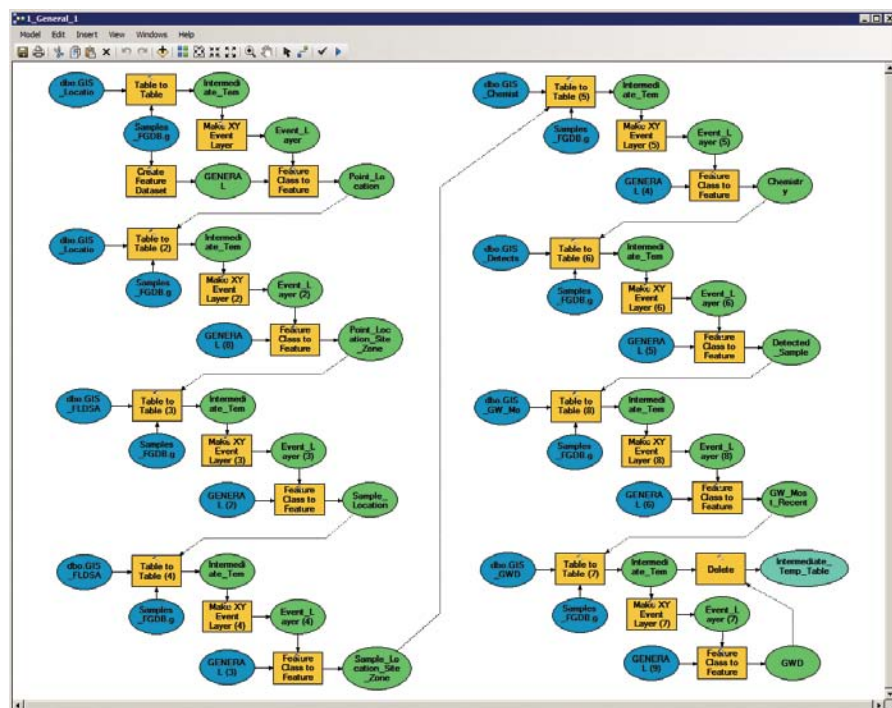 1_General_1
Model Edit Insert View Windows Help
dbo.GIS
_Locatio
Table to
Table
Intermedi
ate_Tem
Samples
_FGDB.g
Make XY
Event
Layer
Event_L
ayer
Create
Feature
Dataset
GENERA
L
Feature
Class to
Feature
Point_Lo
cation
dbo.GIS
_Locatio
Table to
Table (2)
Intermedi
ate_Tem
Samples
_FGDB.g
Make XY
Event
Layer (2)
Event_L
ayer (2)
GENERA
L (8)
Feature
Class to
Feature
Point_Loc
ation_Site
_Zone
dbo.GIS
_FLDSA
Table to
Table (3)
Intermedi
ate_Tem
Samples
_FGDB.g
Make XY
Event
Layer (3)
Event_L
ayer (3)
GENERA
L (7)
Feature
Class to
Feature
Sample_
Location
dbo.GIS
_FLDSA
Table to
Table (4)
Intermedi
ate_Tem
Samples
_FGDB.g
Make XY
Event
Layer (4)
Event_L
ayer (4)
GENERA
L (3)
Feature
Class to
Feature
Sample_Lo
cation_Site
_Zone
dbo.GIS
_Chemist
Table to
Table (5)
Intermedi
ate_Tem
Samples
_FGDB.g
Make XY
Event
Layer (5)
Event_L
ayer (5)
GENERA
L (4)
Feature
Class to
Feature
Chemistr
y
dbo.GIS
_Detects
Table to
Table (6)
Intermedi
ate_Tem
Samples
_FGDB.g
Make XY
Event
Layer (6)
Event_L
ayer (6)
GENERA
L (5)
Feature
Class to
Feature
Detected
_Sample
dbo.GIS
_GW_Mo
Table to
Table (8)
Intermedi
ate_Tem
Samples
_FGDB.g
Make XY
Event
Layer (8)
Event_L
ayer (8)
GENERA
L (6)
Feature
Class to
Feature
GW_Mos
t_Recent
dbo.GIS
_GWD
Table to
Table (7)
Intermedi
ate_Tem
Delete
Intermediate_
Temp_Table
Samples
_FGDB.g
Make XY
Event
Layer (7)
Event_L
ayer (7)
GENERA
L (9)
Feature
Class to
Feature
GWD